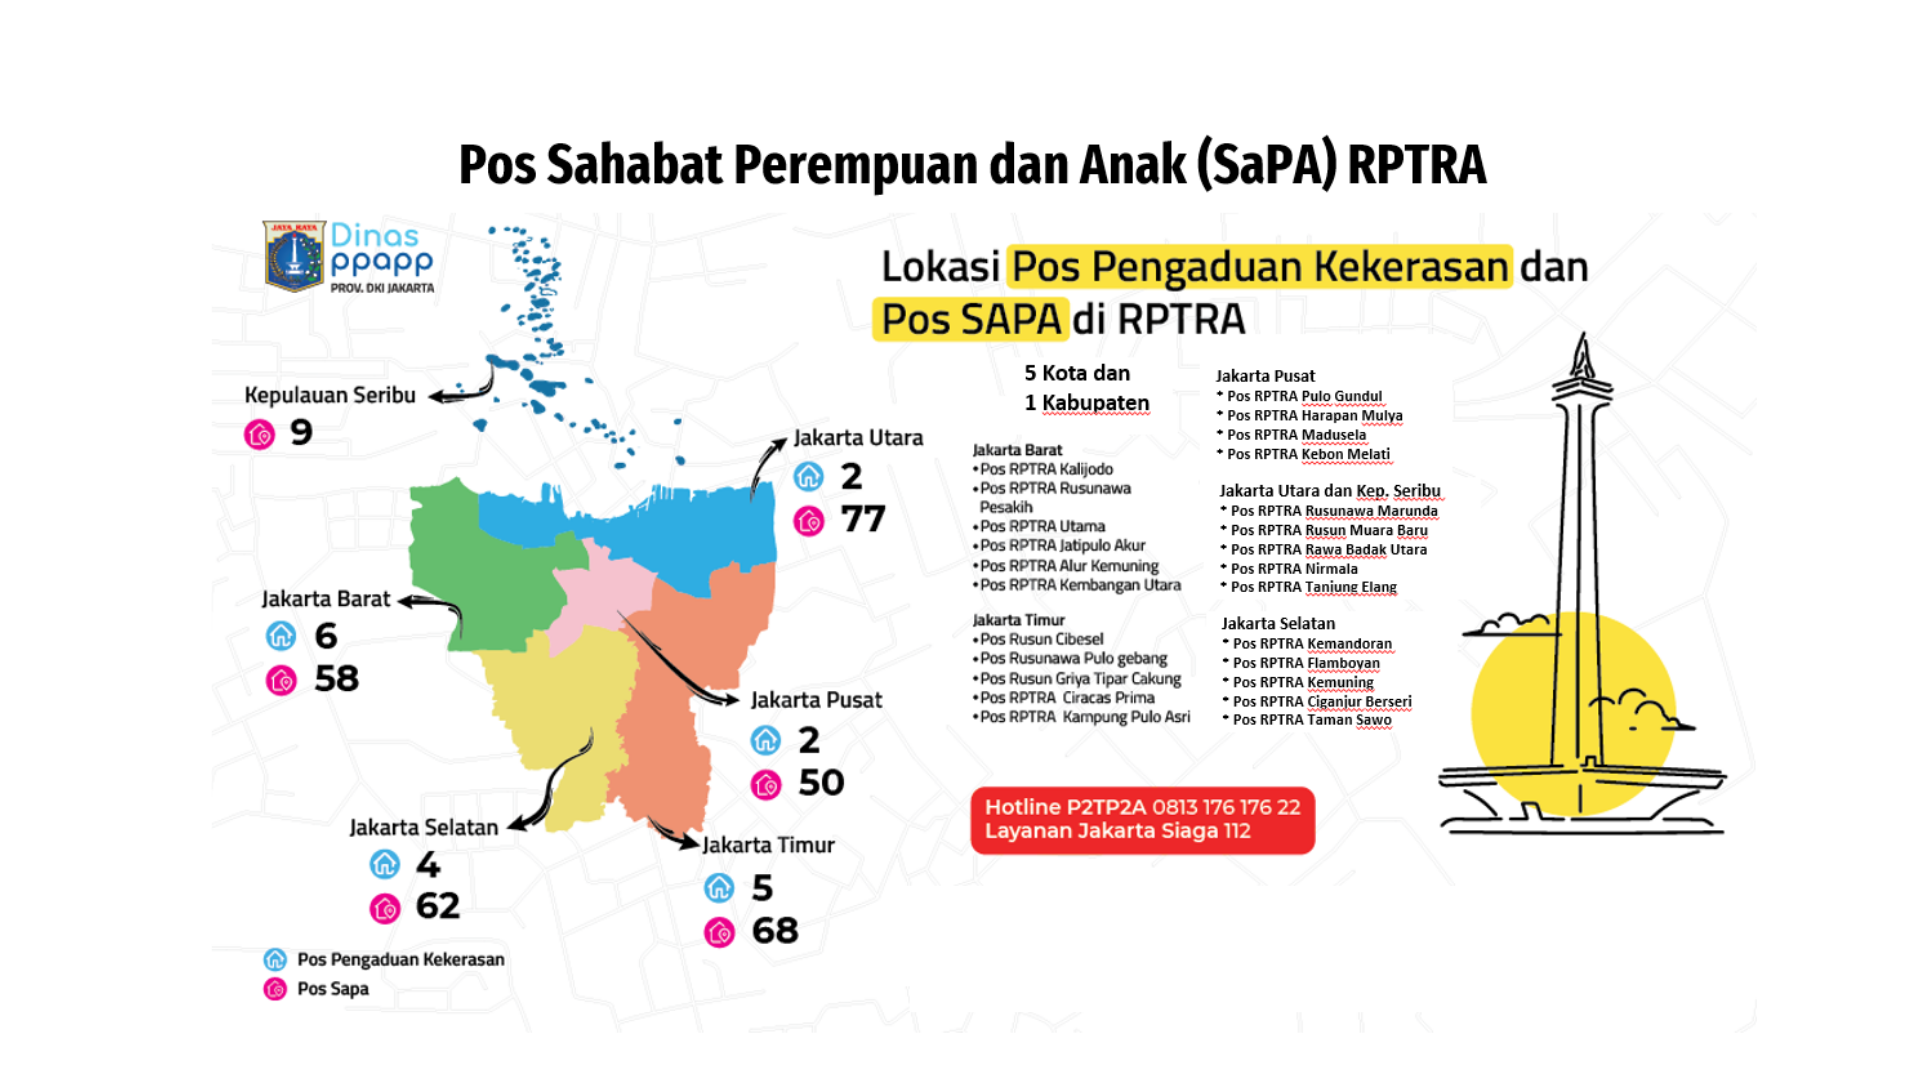 Pos Sahabat Perempuan dan Anak (SaPA) RPTRA
JAYA RAYA
Dinas
ppapp
PROV. DKI JAKARTA
Lokasi Pos Pengaduan Kekerasan dan
Pos SAPA di RPTRA
Kepulauan Seribu
9
Jakarta Utara
2
77
Jakarta Barat
6
58
Jakarta Pusat
2
50
Jakarta Selatan
4
62
Jakarta Timur
5
68
Pos Pengaduan Kekerasan
Pos Sapa
5 Kota dan
1 Kabupaten
Jakarta Barat
•Pos RPTRA Kalijodo
•Pos RPTRA Rusunawa
Pesakih
•Pos RPTRA Utama
•Pos RPTRA Jatipulo Akur
•Pos RPTRA Alur Kemuning
•Pos RPTRA Kembangan Utara
Jakarta Timur
•Pos Rusun Cibesel
•Pos Rusunawa Pulo gebang
•Pos Rusun Griya Tipar Cakung
•Pos RPTRA Ciracas Prima
•Pos RPTRA Kampung Pulo Asri
Jakarta Pusat
* Pos RPTRA Pulo Gundul
* Pos RPTRA Harapan Mulya
* Pos RPTRA Madusela
* Pos RPTRA Kebon Melati
Jakarta Utara dan Kep. Seribu
* Pos RPTRA Rusunawa Marunda
* Pos RPTRA Rusun Muara Baru
* Pos RPTRA Rawa Badak Utara
* Pos RPTRA Nirmala
* Pos RPTRA Tanjung Elang
Jakarta Selatan
* Pos RPTRA Kemandoran
* Pos RPTRA Flamboyan
* Pos RPTRA Kemuning
* Pos RPTRA Ciganjur Berseri
* Pos RPTRA Taman Sawo
Hotline P2TP2A 0813 176 176 22
Layanan Jakarta Siaga 112